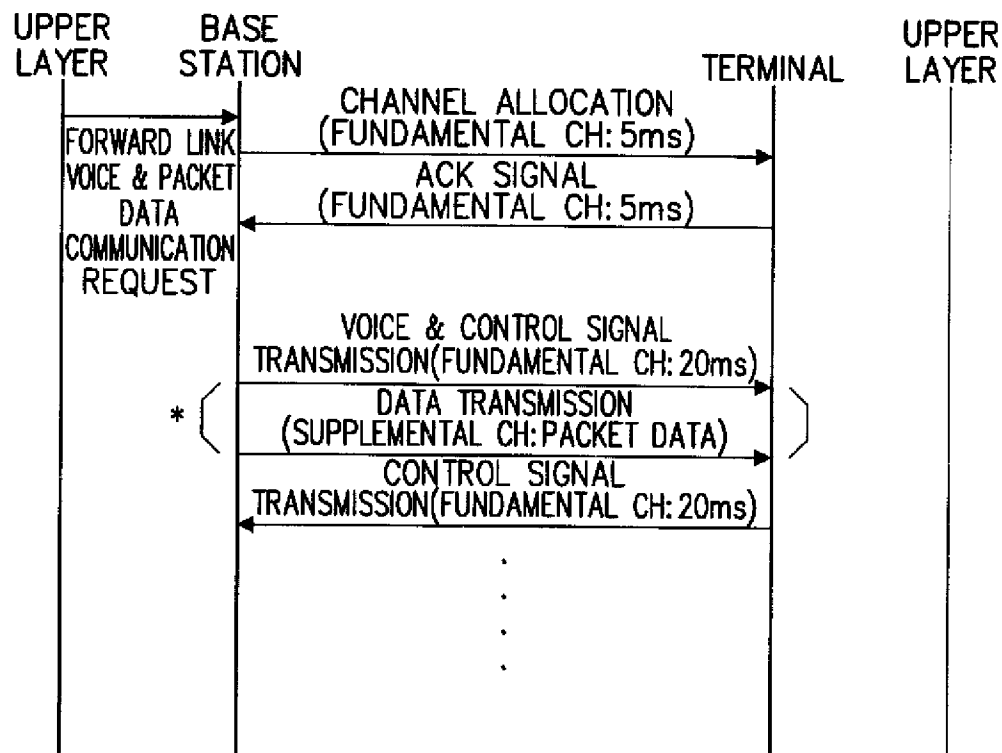 UPPER
LAYER
BASE
STATION
TERMINAL
UPPER
LAYER
FORWARD LINK
VOICE & PACKET
DATA
COMMUNICATION
REQUEST
CHANNEL ALLOCATION
(FUNDAMENTAL CH: 5ms)
ACK SIGNAL
(FUNDAMENTAL CH: 5ms)
VOICE & CONTROL SIGNAL
TRANSMISSION(FUNDAMENTAL CH: 20ms)
*
DATA TRANSMISSION
(SUPPLEMENTAL CH: PACKET DATA)
CONTROL SIGNAL
TRANSMISSION(FUNDAMENTAL CH: 20ms)